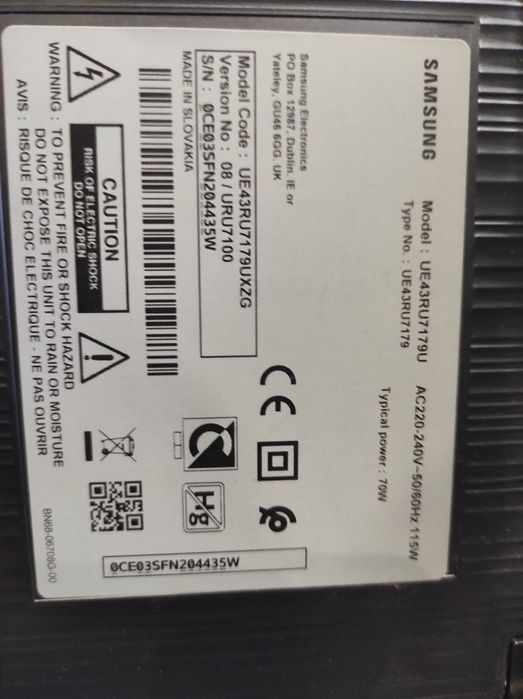 SAMSUNG
Model : UE43RU7179U
Type No. : UE43RU7179
AC220-240V~50/60Hz 115W
Typical power : 70W
Samsung Electronics
PO Box 12987, Dublin. IE or
Yateley, GU46 6GG. UK
Model Code : UE43RU7179UXZG
Version No : 08 / URU7100
S/N : 0CE03SFN204435W
MADE IN SLOVAKIA
CE
Hg
0CE03SFN204435W
CAUTION
RISK OF ELECTRIC SHOCK
DO NOT OPEN
WARNING : TO PREVENT FIRE OR SHOCK HAZARD
DO NOT EXPOSE THIS UNIT TO RAIN OR MOISTURE
AVIS : RISQUE DE CHOC ELECTRIQUE - NE PAS OUVRIR
BN68-06708G-00